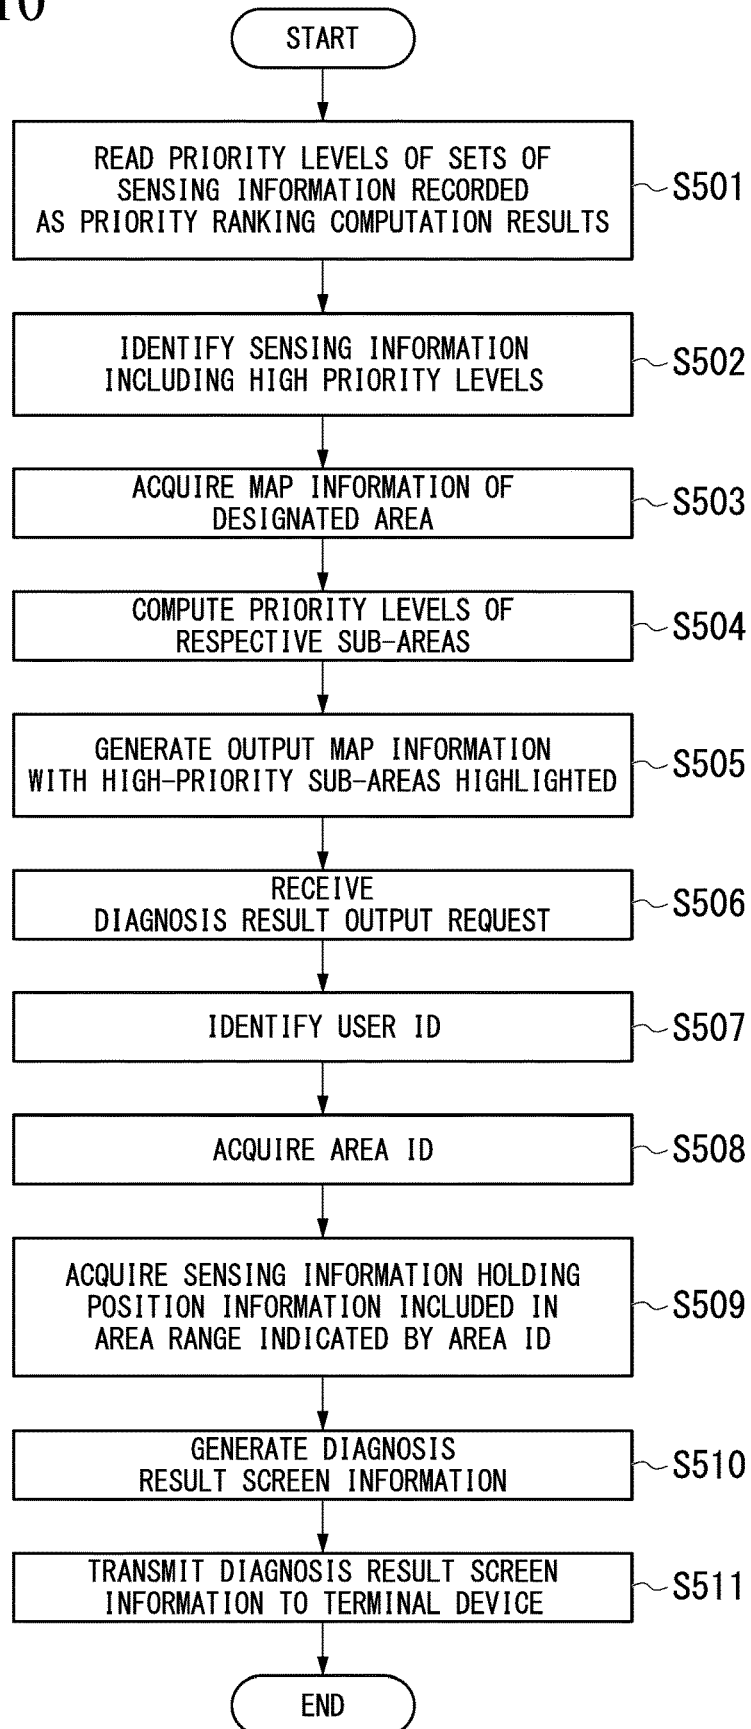 10
START
READ PRIORITY LEVELS OF SETS OF
SENSING INFORMATION RECORDED
AS PRIORITY RANKING COMPUTATION RESULTS
S501
IDENTIFY SENSING INFORMATION
INCLUDING HIGH PRIORITY LEVELS
S502
ACQUIRE MAP INFORMATION OF
DESIGNATED AREA
S503
COMPUTE PRIORITY LEVELS OF
RESPECTIVE SUB-AREAS
S504
GENERATE OUTPUT MAP INFORMATION
WITH HIGH-PRIORITY SUB-AREAS HIGHLIGHTED
S505
RECEIVE
DIAGNOSIS RESULT OUTPUT REQUEST
S506
IDENTIFY USER ID
S507
ACQUIRE AREA ID
S508
ACQUIRE SENSING INFORMATION HOLDING
POSITION INFORMATION INCLUDED IN
AREA RANGE INDICATED BY AREA ID
S509
GENERATE DIAGNOSIS
RESULT SCREEN INFORMATION
S510
TRANSMIT DIAGNOSIS RESULT SCREEN
INFORMATION TO TERMINAL DEVICE
S511
END